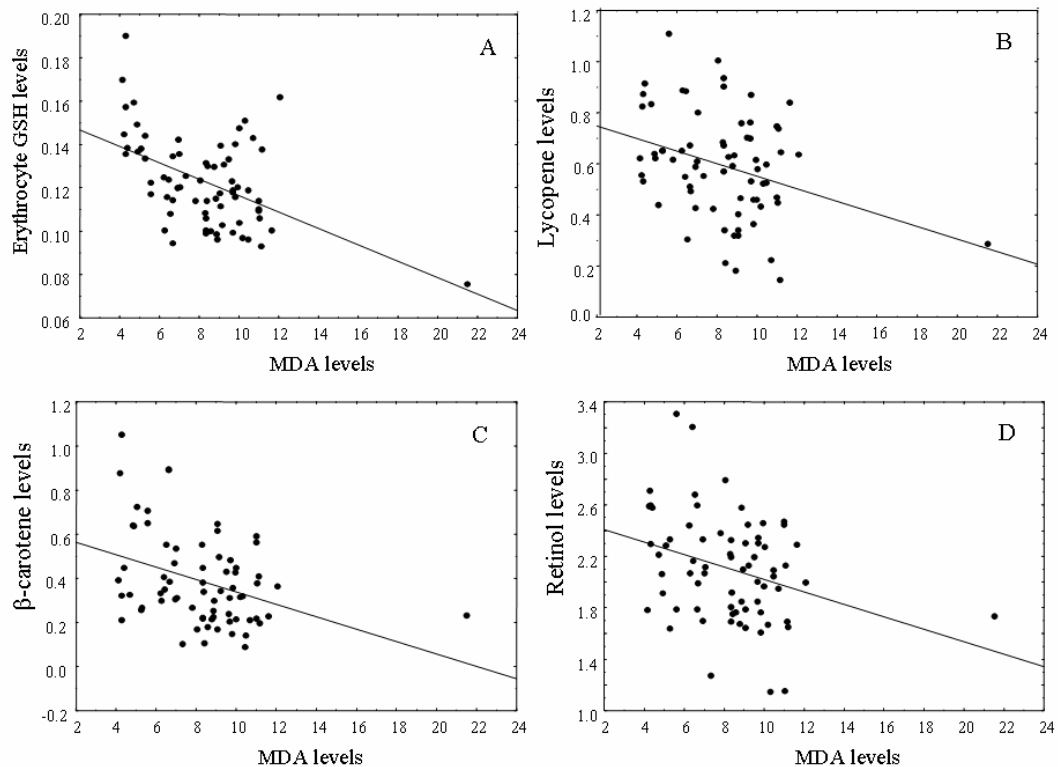 A
Erythrocyte GSH levels
0.20
0.18
0.16
0.14
0.12
0.10
0.08
0.06
2 4 6 8 10 12 14 16 18 20 22 24
MDA levels
B
Lycopene levels
1.2
1.0
0.8
0.6
0.4
0.2
0.0
2 4 6 8 10 12 14 16 18 20 22 24
MDA levels
C
β-carotene levels
1.2
1.0
0.8
0.6
0.4
0.2
0.0
-0.2
2 4 6 8 10 12 14 16 18 20 22 24
MDA levels
D
Retinol levels
3.4
3.0
2.6
2.2
1.8
1.4
1.0
2 4 6 8 10 12 14 16 18 20 22 24
MDA levels